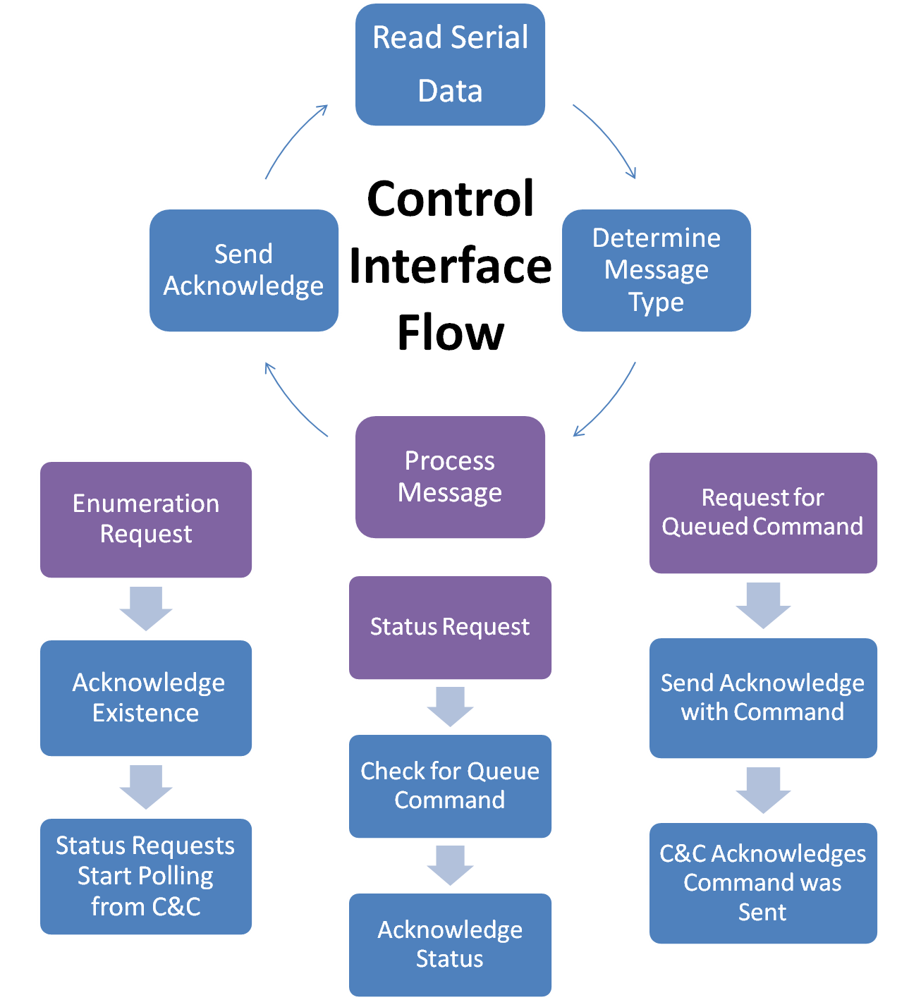 Read Serial
Data
Control
Interface
Flow
Determine
Message
Type
Send
Acknowledge
Process
Message
Enumeration
Request
Acknowledge
Existence
Status Requests
Start Polling
from C&C
Status Request
Check for Queue
Command
Acknowledge
Status
Request for
Queued Command
Send Acknowledge
with Command
C&C Acknowledges
Command was
Sent